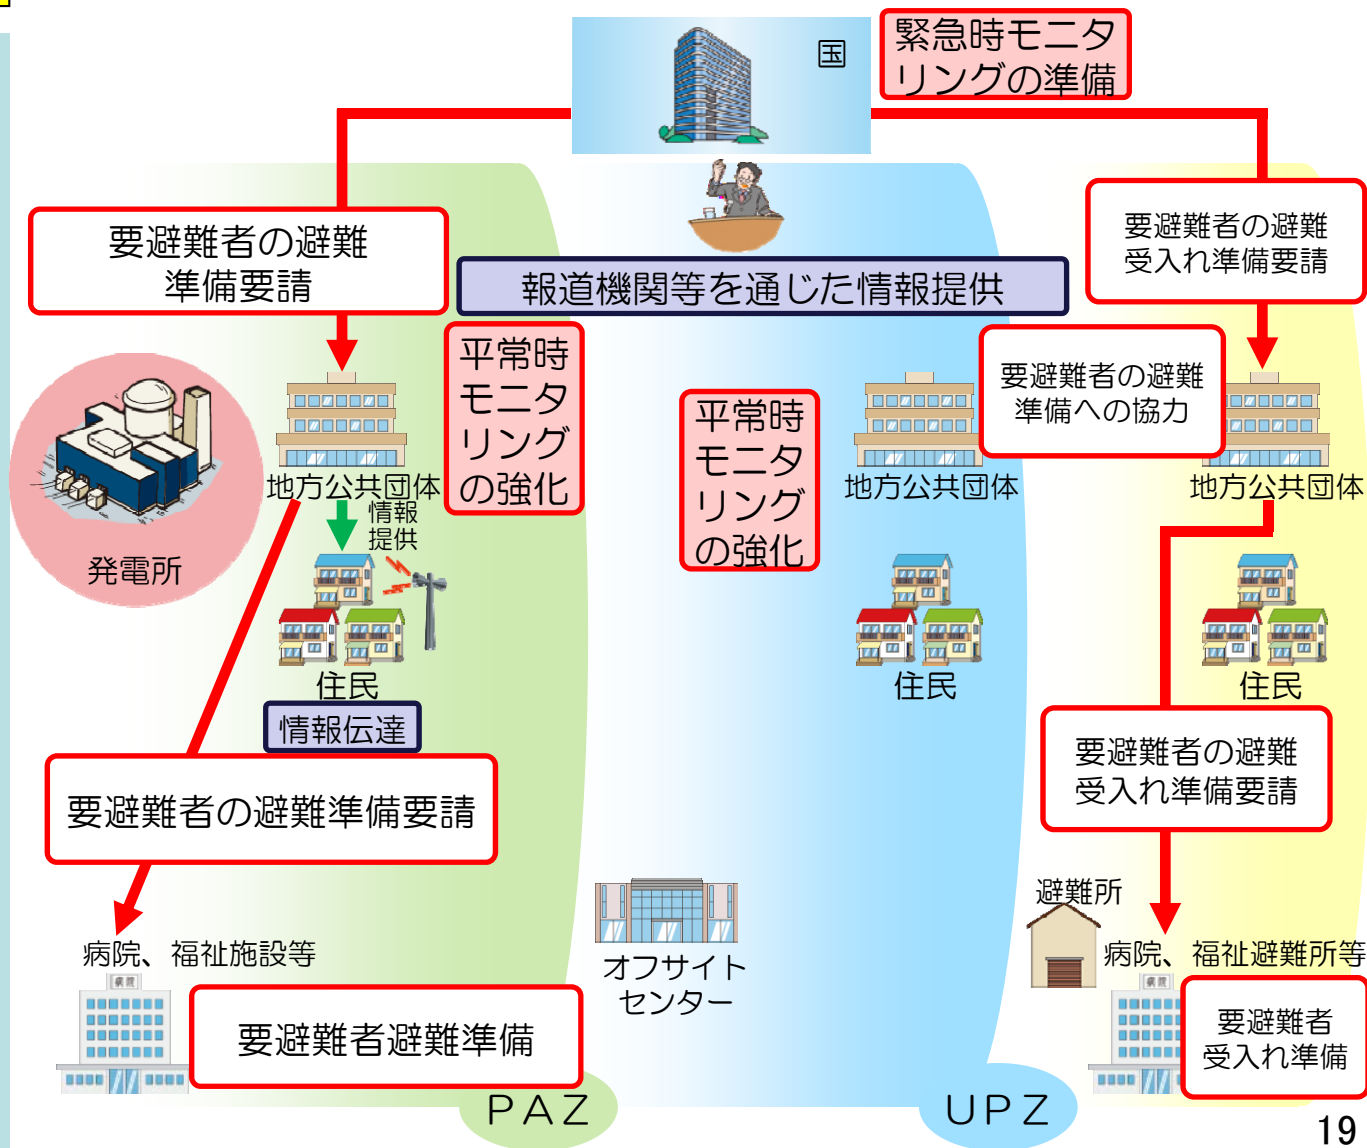 国
緊急時モニタ
リングの準備
要避難者の避難
準備要請
要避難者の避難
受入れ準備要請
報道機関等を通じた情報提供
平常時
モニタ
リング
の強化
平常時
モニタ
リング
の強化
要避難者の避難
準備への協力
地方公共団体
地方公共団体
地方公共団体
情報
提供
発電所
住民
住民
住民
情報伝達
要避難者の避難準備要請
要避難者の避難
受入れ準備要請
避難所
病院、福祉施設等
病院、福祉避難所等
病院
病院
オフサイト
センター
要避難者避難準備
要避難者
受入れ準備
ＰＡＺ
ＵＰＺ
19